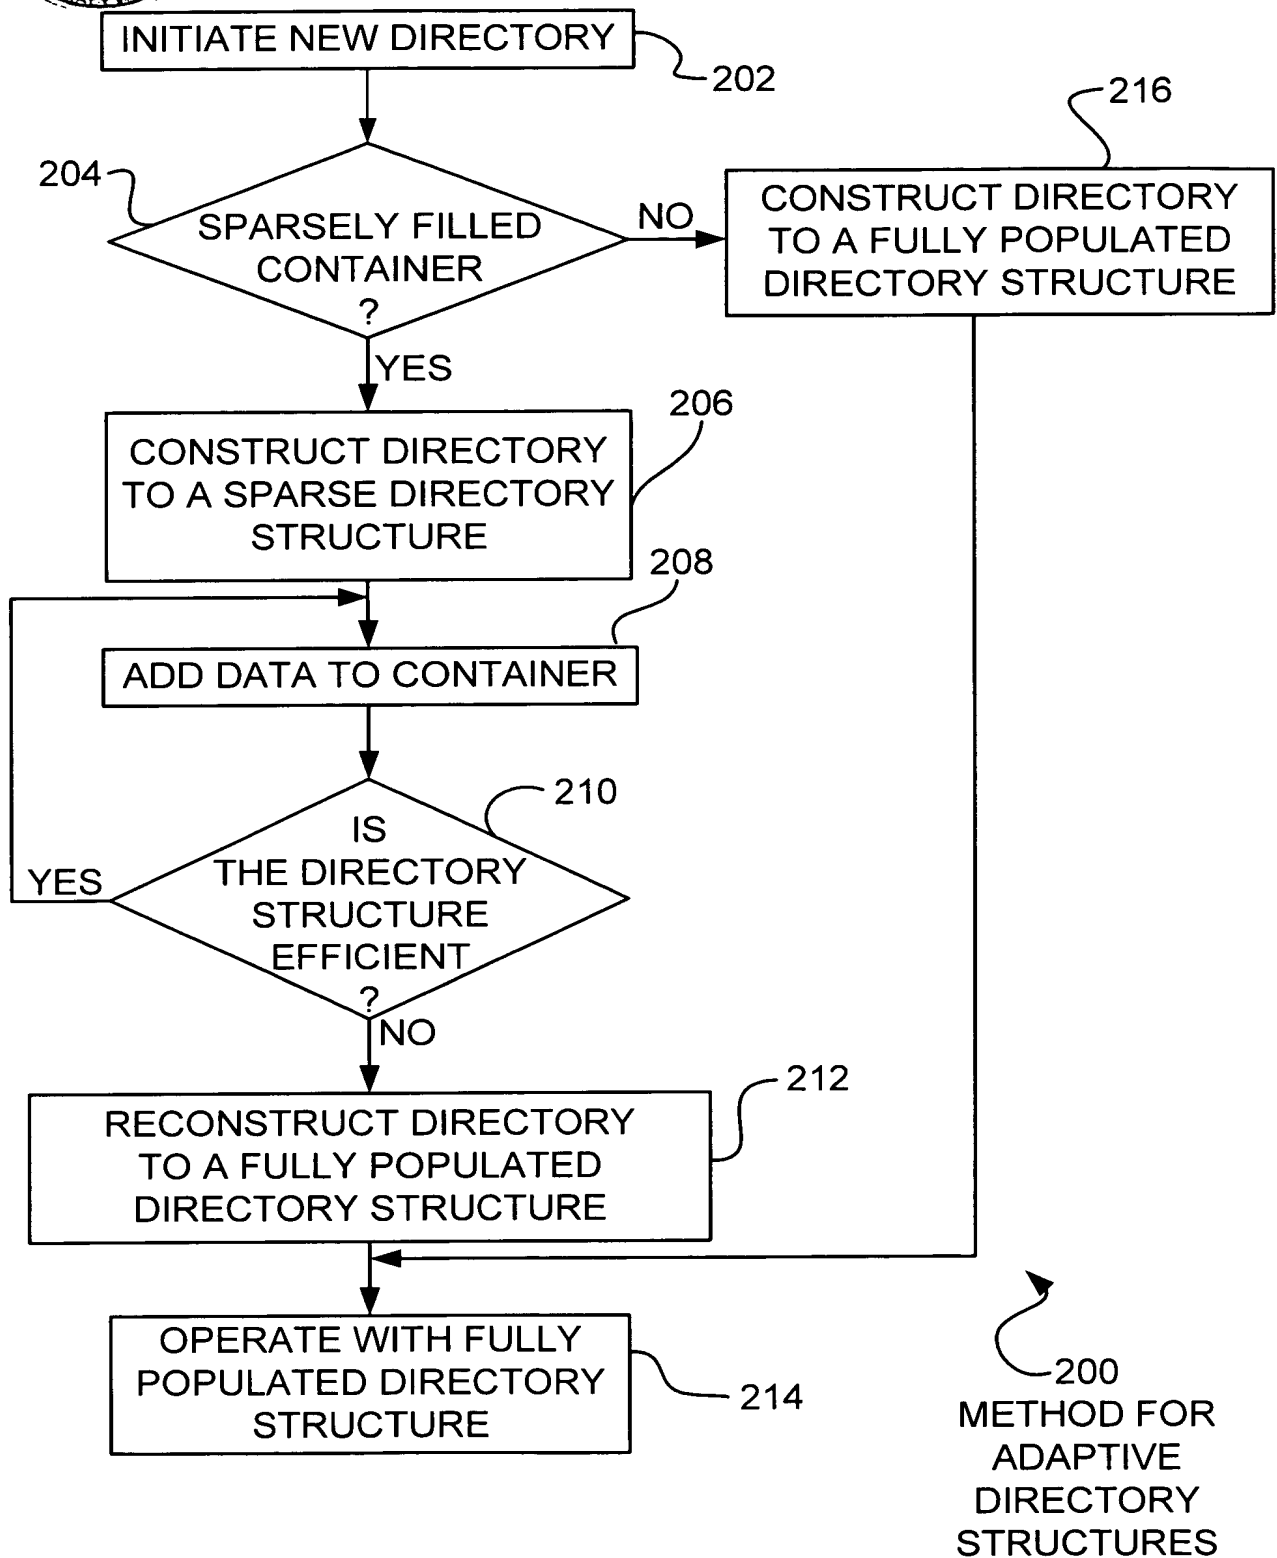 INITIATE NEW DIRECTORY
202
216
204
SPARSELY FILLED
CONTAINER
?
NO
CONSTRUCT DIRECTORY
TO A FULLY POPULATED
DIRECTORY STRUCTURE
YES
206
CONSTRUCT DIRECTORY
TO A SPARSE DIRECTORY
STRUCTURE
208
ADD DATA TO CONTAINER
210
IS
THE DIRECTORY
STRUCTURE
EFFICIENT
?
YES
NO
212
RECONSTRUCT DIRECTORY
TO A FULLY POPULATED
DIRECTORY STRUCTURE
OPERATE WITH FULLY
POPULATED DIRECTORY
STRUCTURE
214
200
METHOD FOR
ADAPTIVE
DIRECTORY
STRUCTURES